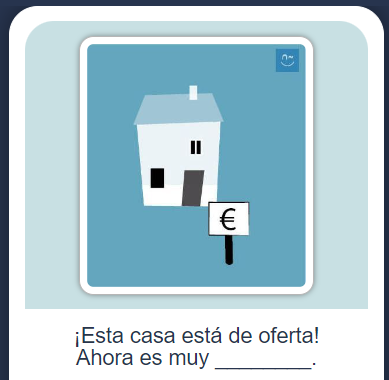 €
¡Esta casa está de oferta!
Ahora es muy ________.